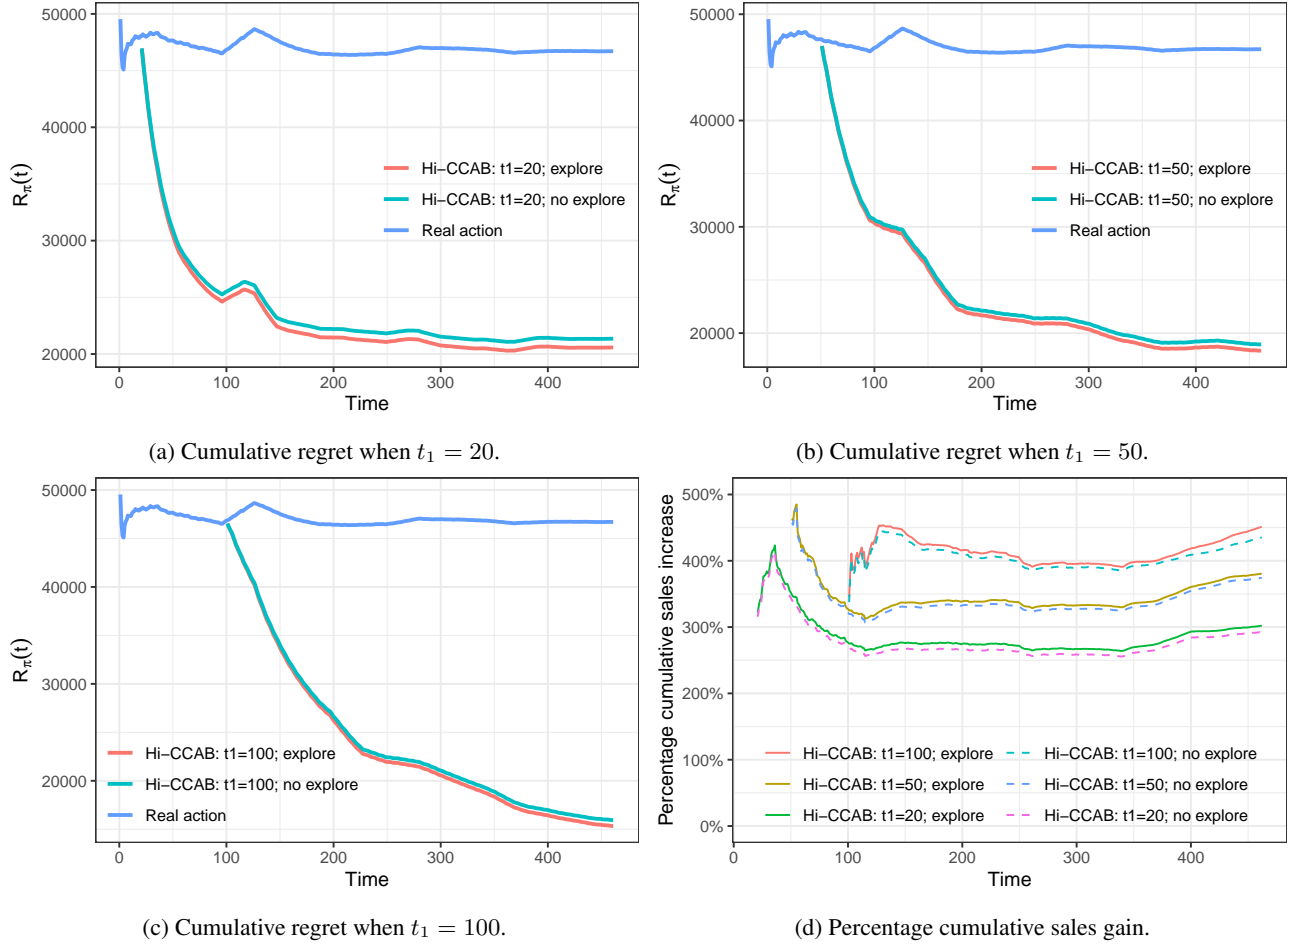 50000
40000
30000
20000
R_π(t)
Hi−CCAB: t1=20; explore
Hi−CCAB: t1=20; no explore
Real action
0 100 200 300 400
Time
(a) Cumulative regret when t₁ = 20.
50000
40000
30000
20000
R_π(t)
Hi−CCAB: t1=50; explore
Hi−CCAB: t1=50; no explore
Real action
0 100 200 300 400
Time
(b) Cumulative regret when t₁ = 50.
50000
40000
30000
20000
R_π(t)
Hi−CCAB: t1=100; explore
Hi−CCAB: t1=100; no explore
Real action
0 100 200 300 400
Time
(c) Cumulative regret when t₁ = 100.
500%
400%
300%
200%
100%
0%
Percentage cumulative sales increase
Hi−CCAB: t1=100; explore
Hi−CCAB: t1=50; explore
Hi−CCAB: t1=20; explore
Hi−CCAB: t1=100; no explore
Hi−CCAB: t1=50; no explore
Hi−CCAB: t1=20; no explore
0 100 200 300 400
Time
(d) Percentage cumulative sales gain.